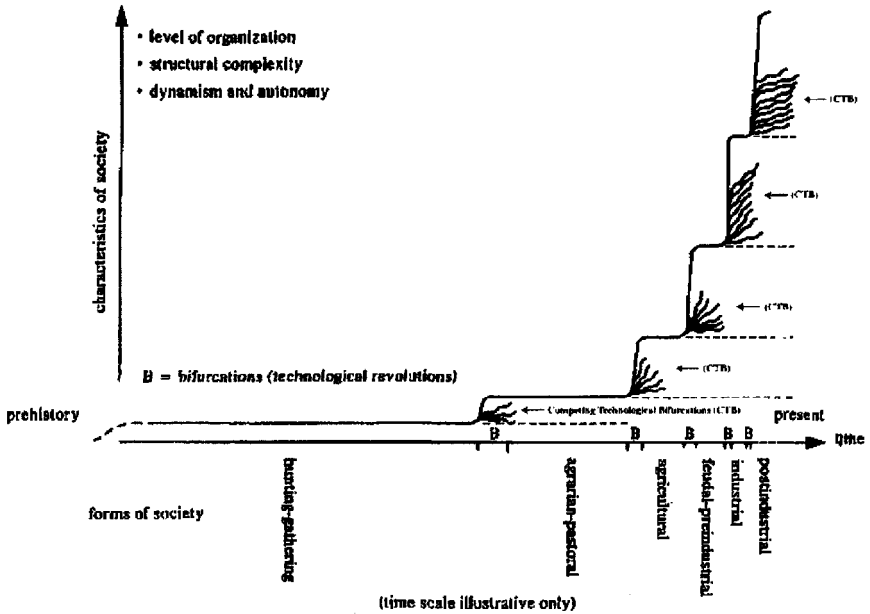 • level of organization
• structural complexity
• dynamism and autonomy
characteristics of society
(CTB)
(CTB)
(CTB)
(CTB)
B = bifurcations (technological revolutions)
Competing Technological Bifurcations (CTB)
prehistory
present
B
B
B
B
B
time
forms of society
hunting-gathering
agrarian-pastoral
agricultural
feudal-preindustrial
industrial
postindustrial
(time scale illustrative only)